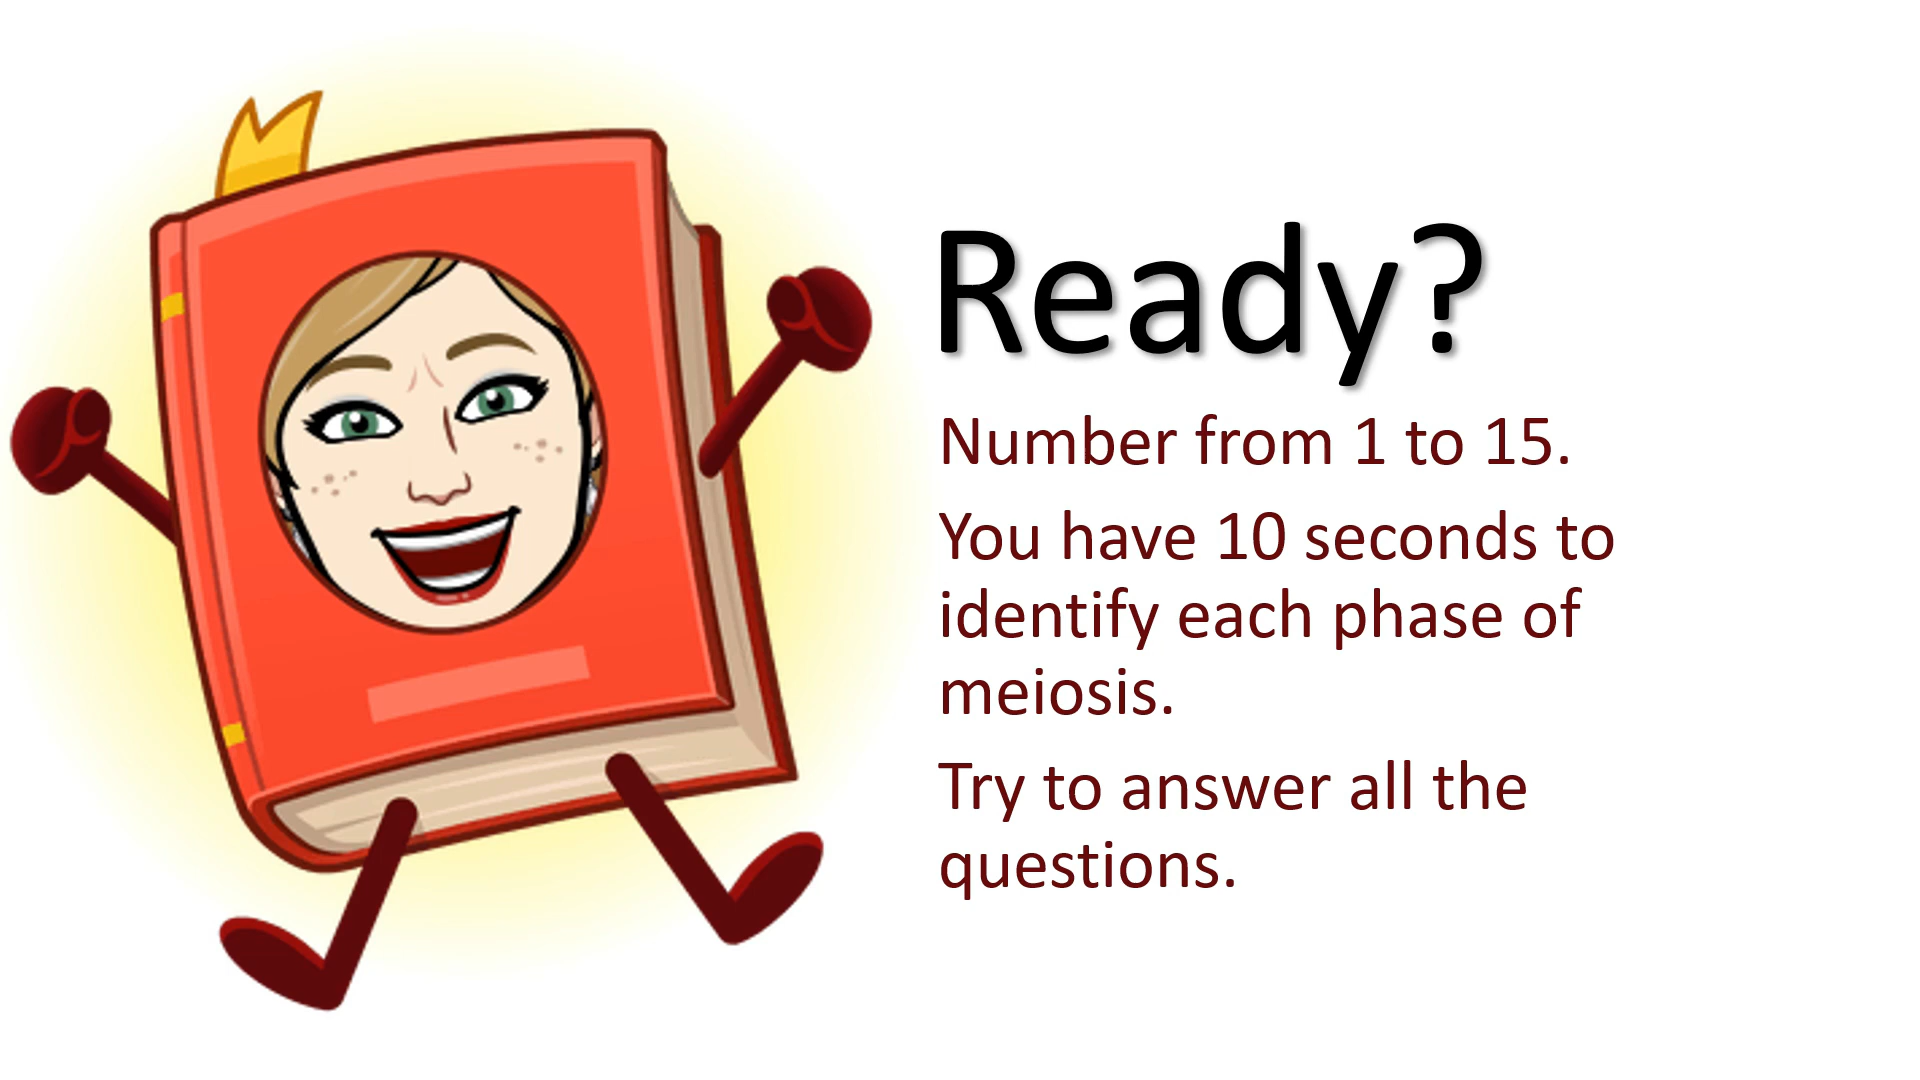 Ready?
Number from 1 to 15.
You have 10 seconds to
identify each phase of
meiosis.
Try to answer all the
questions.